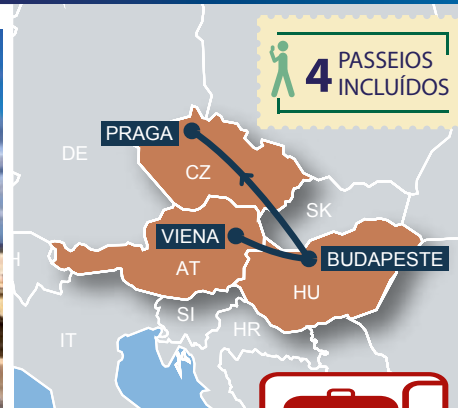 4 PASSEIOS
INCLUÍDOS
PRAGA
DE
CZ
SK
VIENA
BUDAPESTE
AT
HU
SI
HR
IT